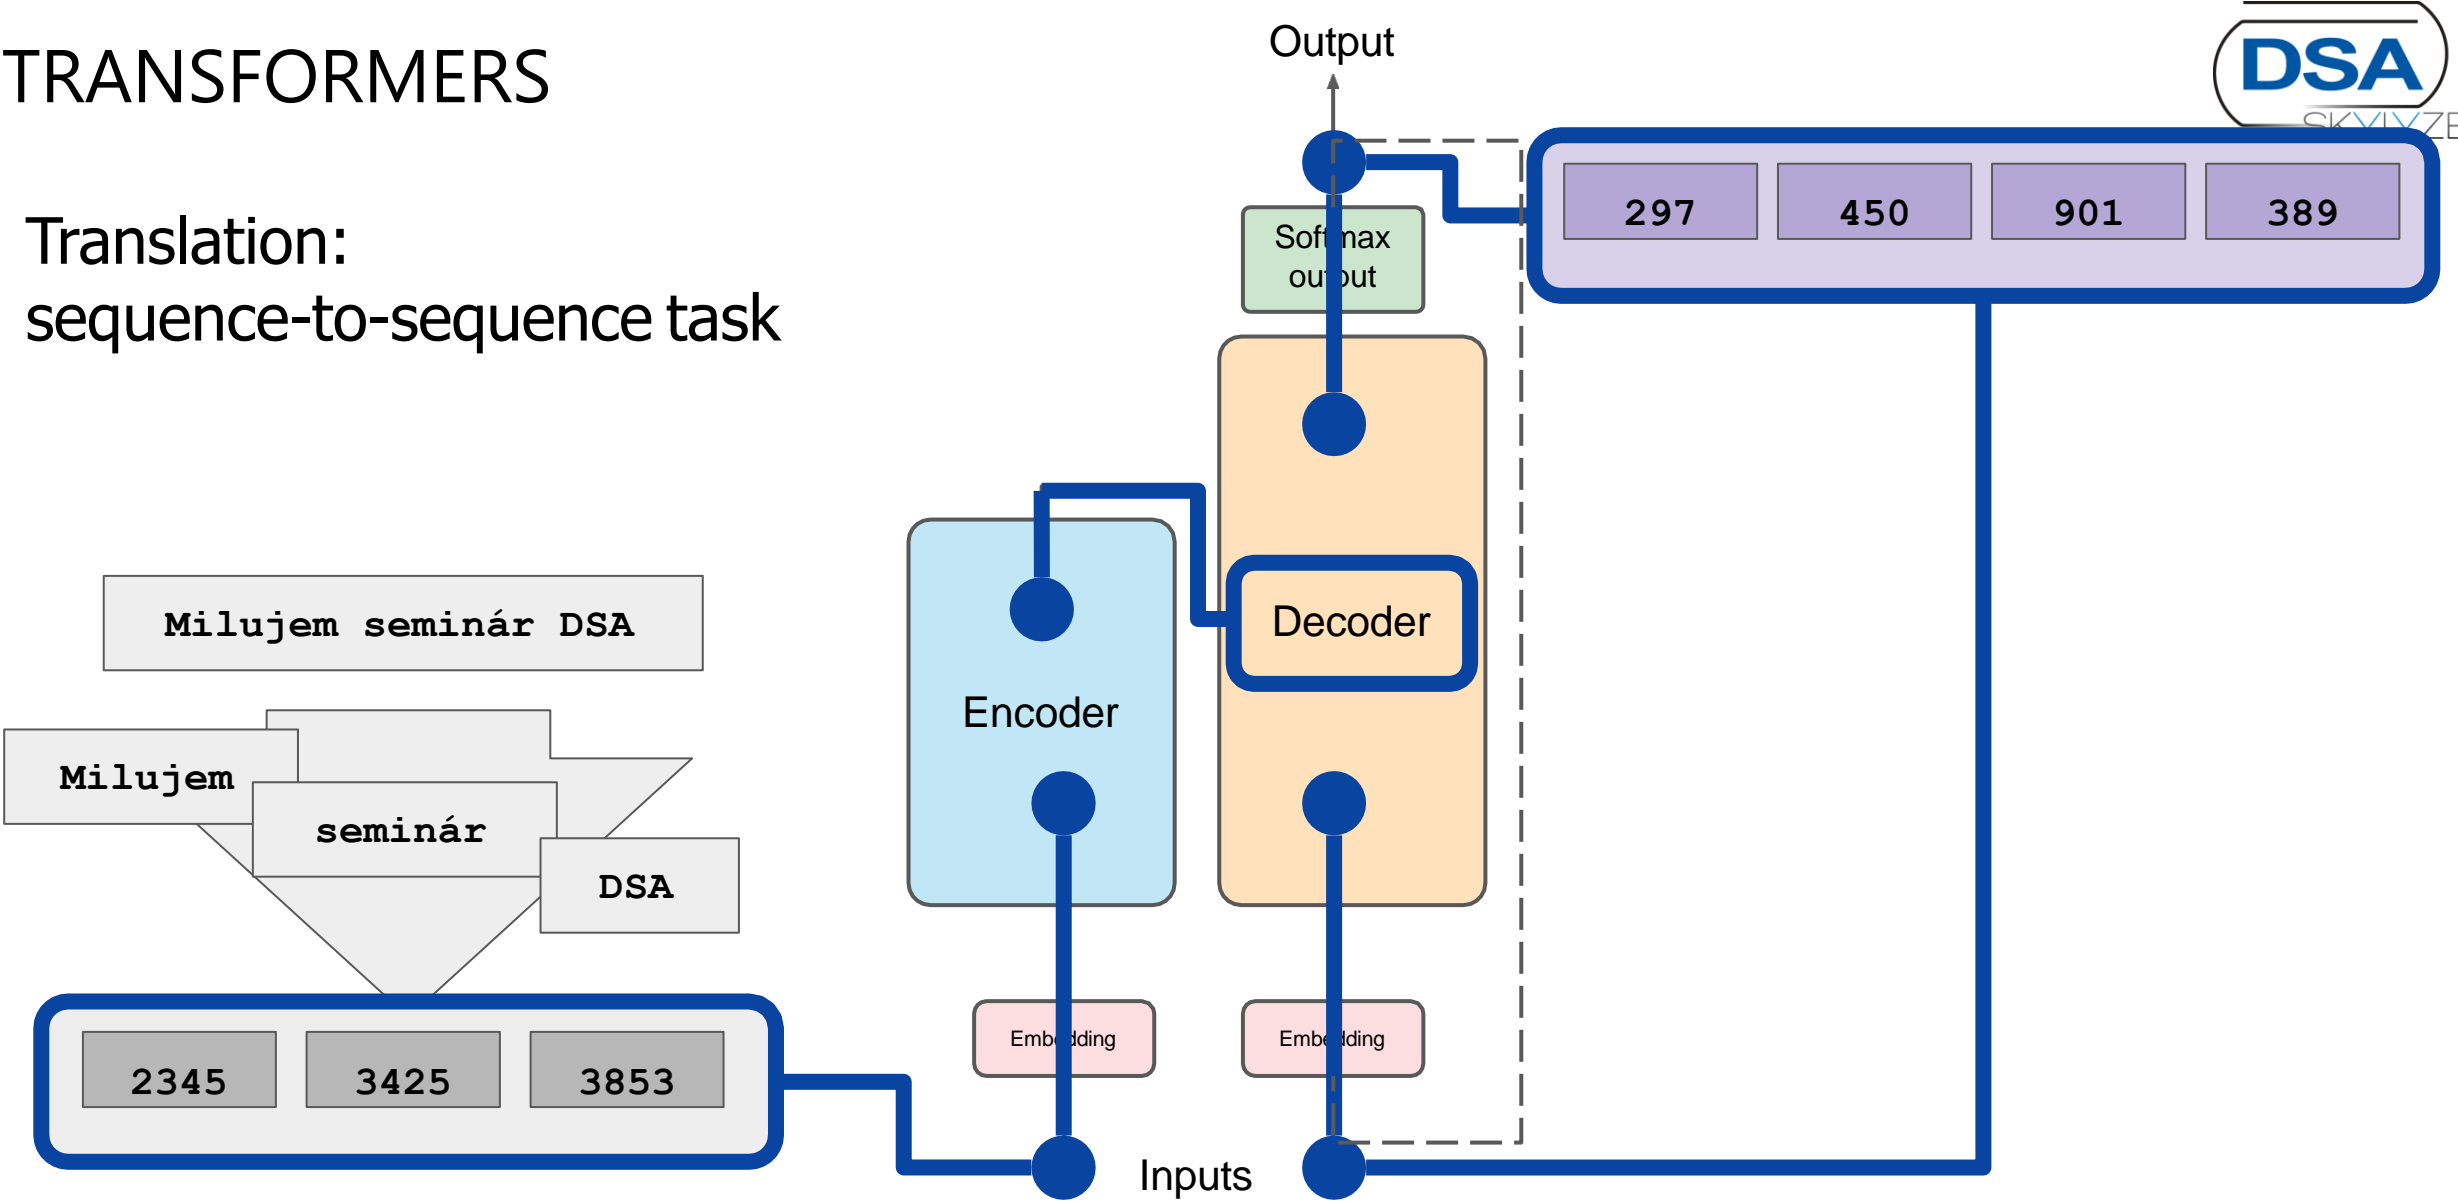 TRANSFORMERS
Translation:
sequence-to-sequence task
Output
DSA
297 450 901 389
Softmax
output
Decoder
Encoder
Milujem seminár DSA
Milujem
seminár
DSA
Embedding
Embedding
2345 3425 3853
Inputs